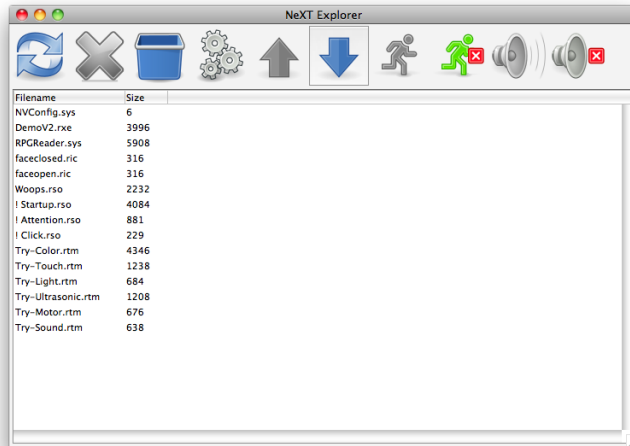 NeXT Explorer
Filename Size
NVConfig.sys 6
DemoV2.rxe 3996
RPGReader.sys 5908
faceclosed.ric 316
faceopen.ric 316
Woops.rso 2232
! Startup.rso 4084
! Attention.rso 881
! Click.rso 229
Try-Color.rtm 4346
Try-Touch.rtm 1238
Try-Light.rtm 684
Try-Ultrasonic.rtm 1208
Try-Motor.rtm 676
Try-Sound.rtm 638